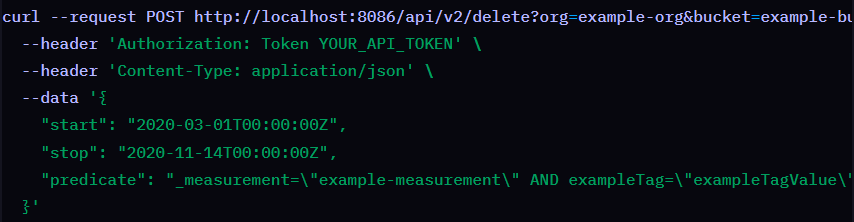 curl --request POST http://localhost:8086/api/v2/delete?org=example-org&bucket=example-bu
--header 'Authorization: Token YOUR_API_TOKEN' \
--header 'Content-Type: application/json' \
--data '{
"start": "2020-03-01T00:00:00Z",
"stop": "2020-11-14T00:00:00Z",
"predicate": "_measurement=\"example-measurement\" AND exampleTag=\"exampleTagValue\"
}'